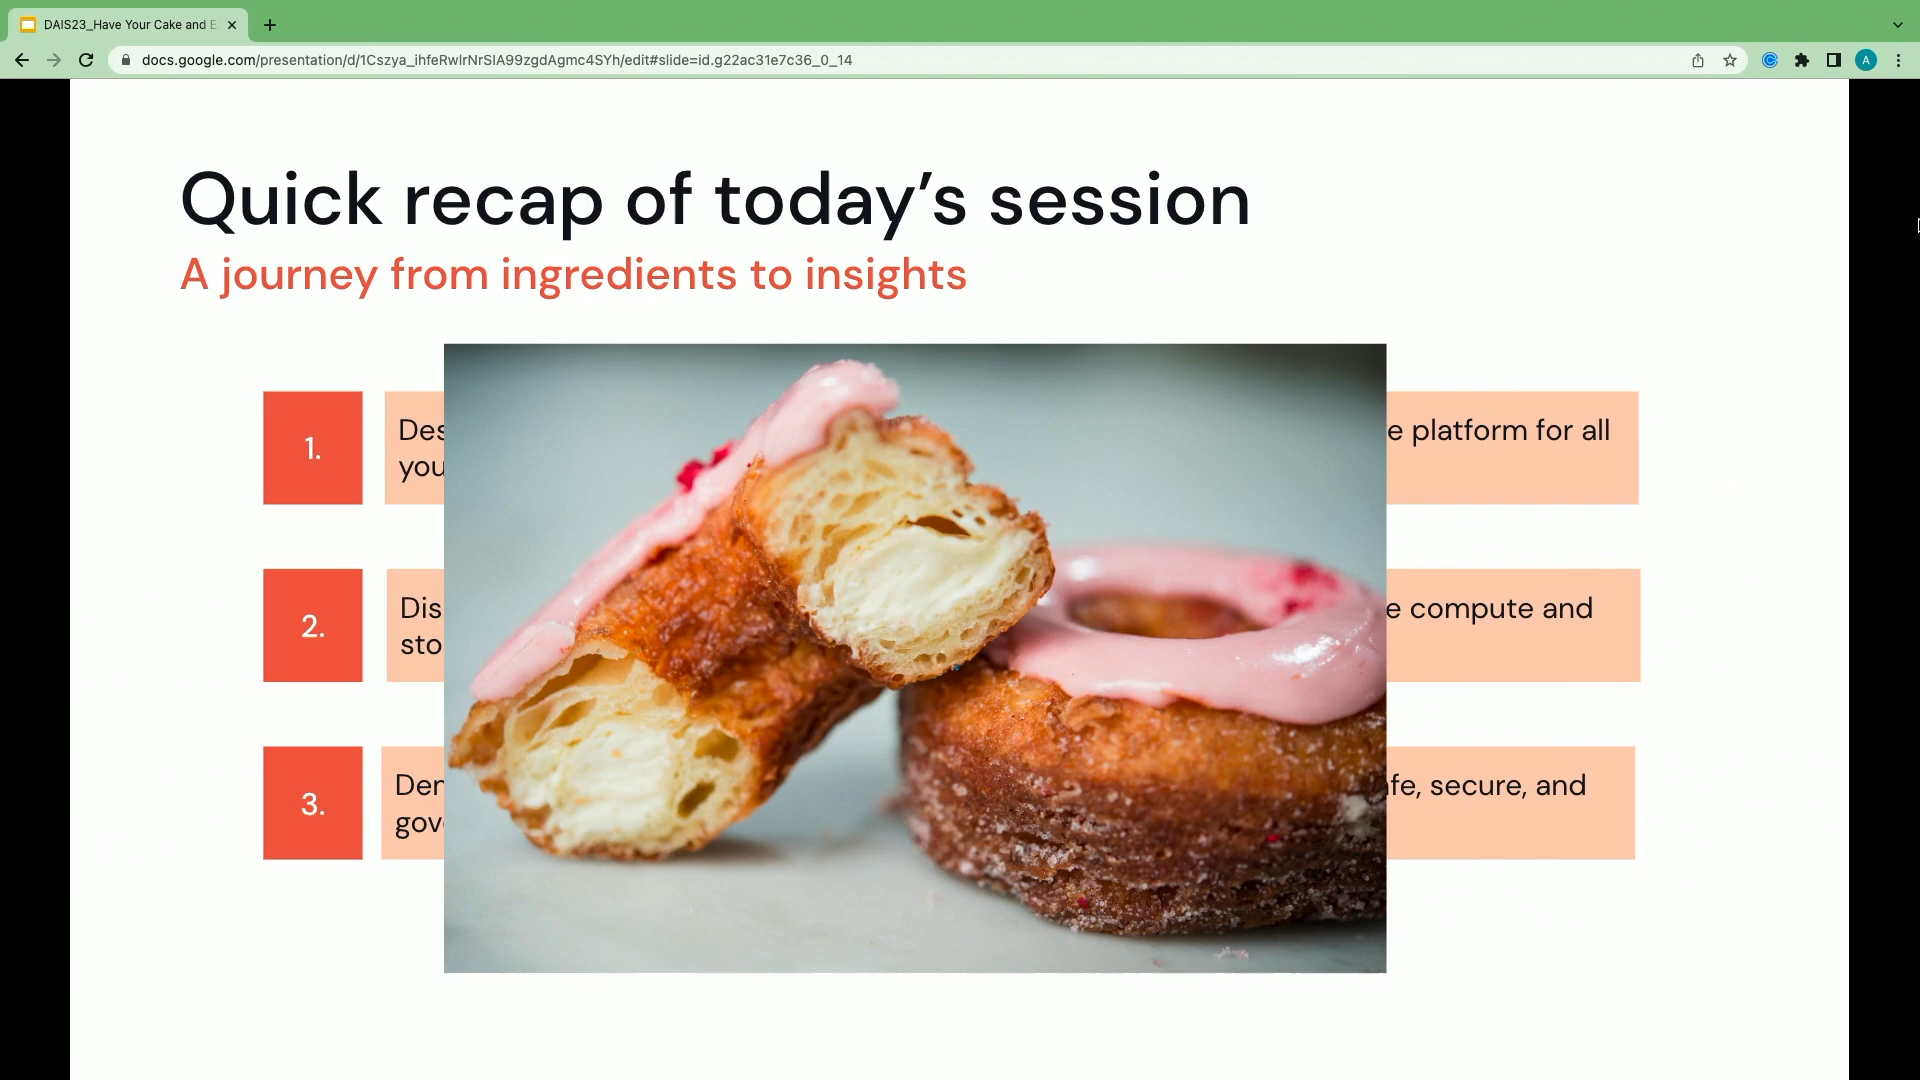 DAIS23_Have Your Cake and E
docs.google.com/presentation/d/1Cszya_ihfeRwlrNrSIA99zgdAgmc4SYh/edit#slide=id.g22ac31e7c36_0_14
A
Quick recap of today’s session
A journey from ingredients to insights
1.
Des
you
e platform for all
2.
Dis
sto
e compute and
3.
gov
fe, secure, and